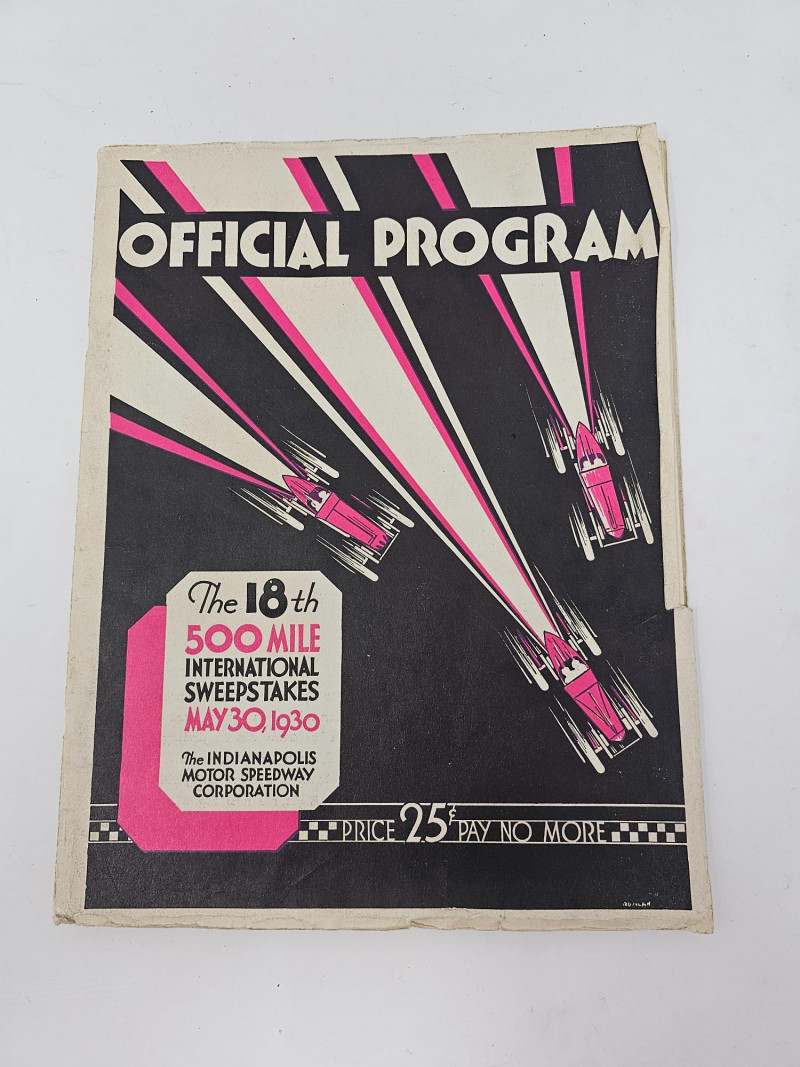 OFFICIAL PROGRAM
The 18th
500 MILE
INTERNATIONAL
SWEEPSTAKES
MAY 30, 1930
The INDIANAPOLIS
MOTOR SPEEDWAY
CORPORATION
PRICE 25¢ PAY NO MORE